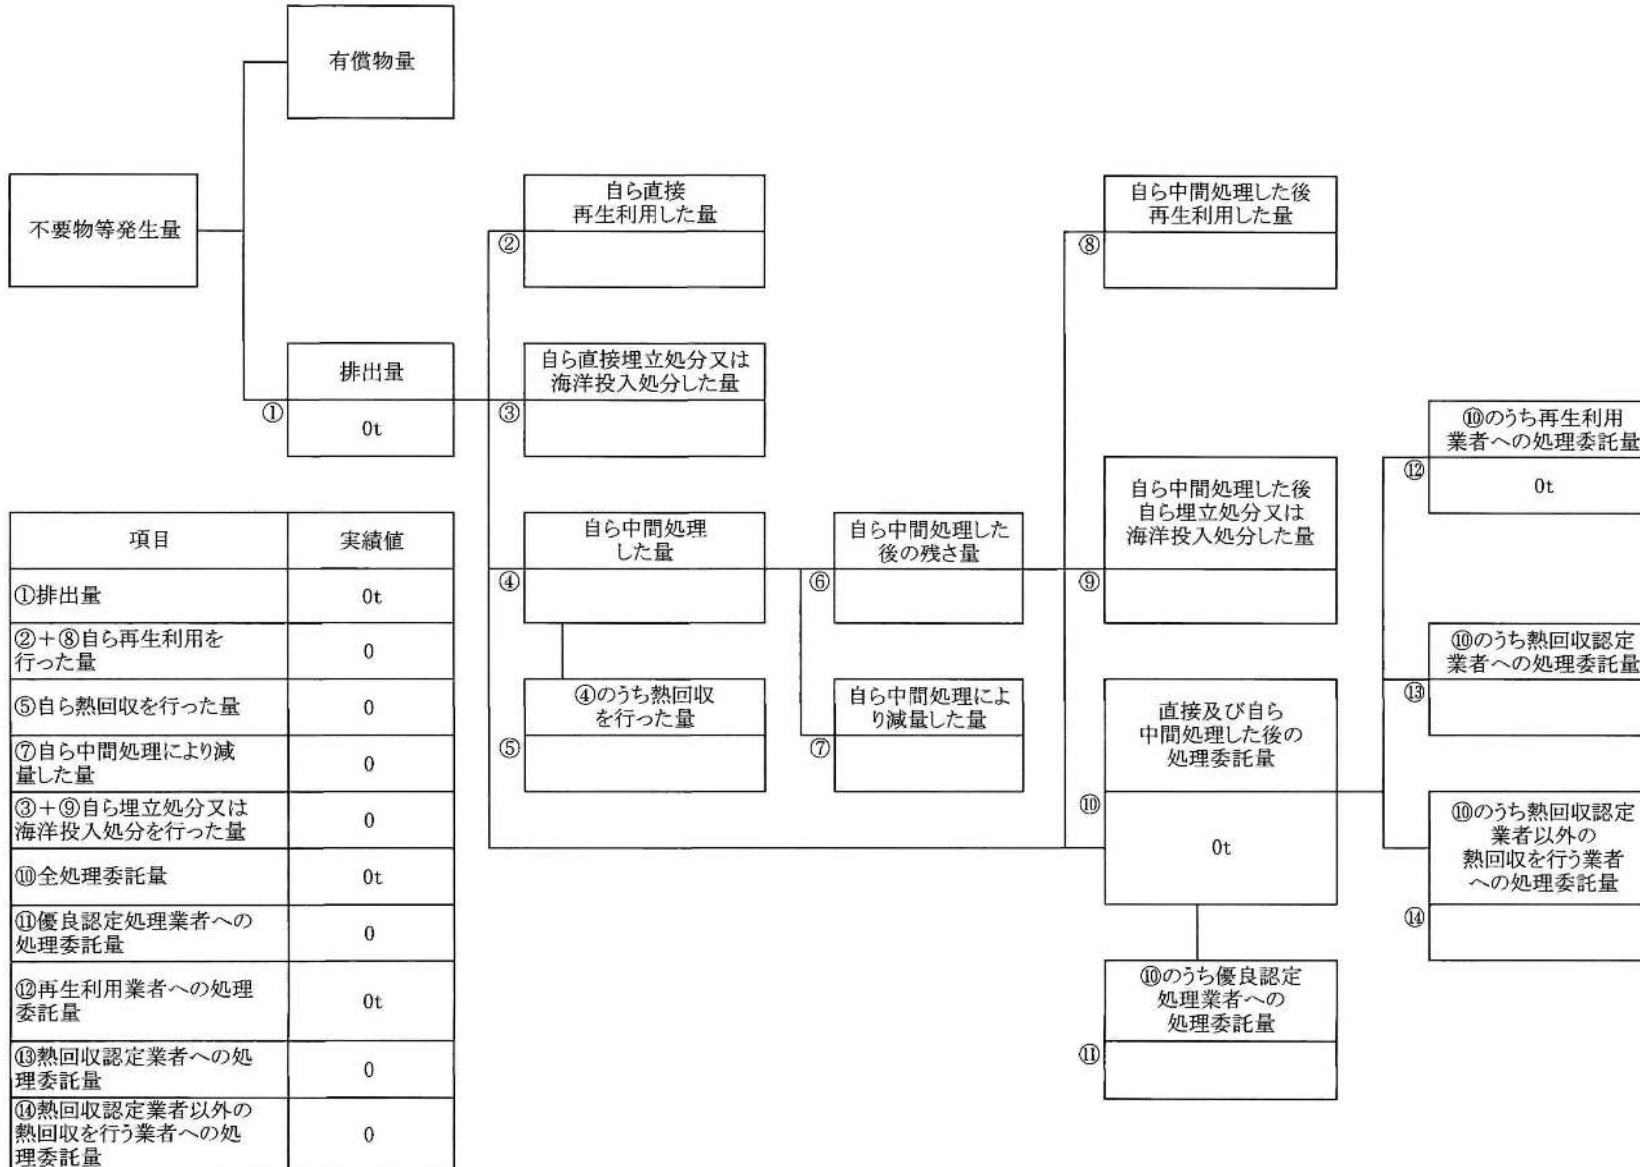 有償物量
不要物等発生量
排出量
①
0t
自ら直接
再生利用した量
②
自ら直接埋立処分又は
海洋投入処分した量
③
自ら中間処理
した量
④
④のうち熱回収
を行った量
⑤
自ら中間処理した
後の残さ量
⑥
自ら中間処理によ
り減量した量
⑦
自ら中間処理した後
再生利用した量
⑧
自ら中間処理した後
自ら埋立処分又は
海洋投入処分した量
⑨
直接及び自ら
中間処理した後の
処理委託量
⑩
0t
⑩のうち優良認定
処理業者への
処理委託量
⑪
⑩のうち再生利用
業者への処理委託量
⑫
0t
⑩のうち熱回収認定
業者への処理委託量
⑬
⑩のうち熱回収認定
業者以外の
熱回収を行う業者
への処理委託量
⑭
項目 実績値
①排出量 0t
②+⑧自ら再生利用を
行った量 0
⑤自ら熱回収を行った量 0
⑦自ら中間処理により減
量した量 0
③+⑨自ら埋立処分又は
海洋投入処分を行った量 0
⑩全処理委託量 0t
⑪優良認定処理業者への
処理委託量 0
⑫再生利用業者への処理
委託量 0t
⑬熱回収認定業者への処
理委託量 0
⑭熱回収認定業者以外の
熱回収を行う業者への処
理委託量 0